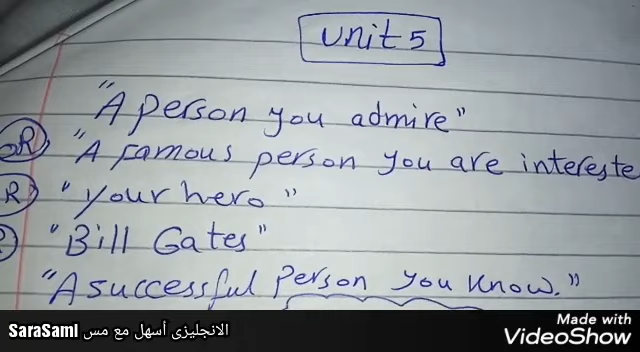 Unit 5
"A person you admire"
OR "A famous person you are intereste
R "your hero"
"Bill Gates"
"A successful person you know."
SaraSamI الانجليزى أسهل مع مس
Made with
VideoShow